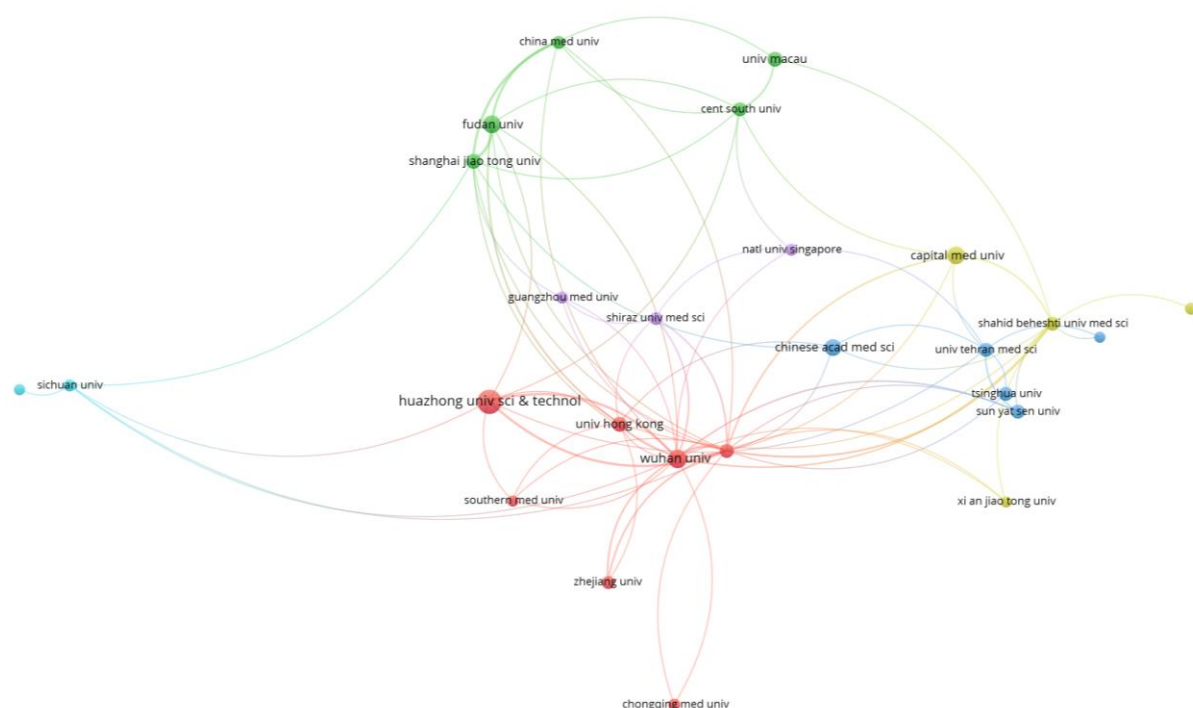 china med univ
univ macau
cent south univ
fudan univ
shanghai jiao tong univ
natl univ singapore
capital med univ
guangzhou med univ
shiraz univ med sci
shahid beheshti univ med sci
chinese acad med sci
univ tehran med sci
sichuan univ
tsinghua univ
huazhong univ sci & technol
sun yat sen univ
univ hong kong
wuhan univ
southern med univ
xi an jiao tong univ
zhejiang univ
chongqing med univ